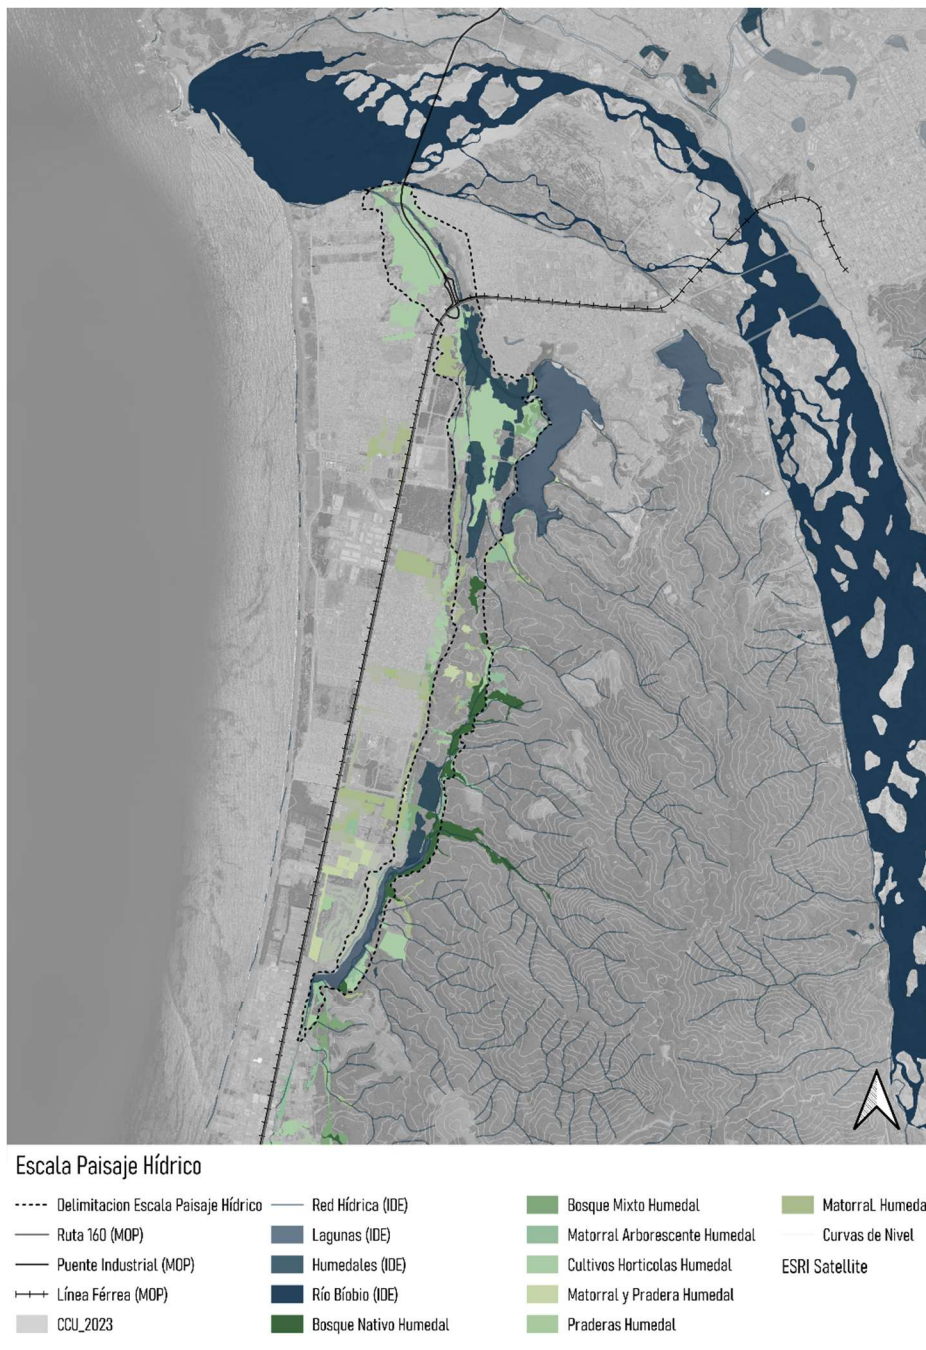 Escala Paisaje Hídrico
Delimitacion Escala Paisaje Hídrico
Ruta 160 (MOP)
Puente Industrial (MOP)
Línea Férrea (MOP)
CCU_2023
Red Hídrica (IDE)
Lagunas (IDE)
Humedales (IDE)
Río Bíobio (IDE)
Bosque Nativo Humedal
Bosque Mixto Humedal
Matorral Arborescente Humedal
Cultivos Horticolas Humedal
Matorral y Pradera Humedal
Praderas Humedal
Matorral Humeda
Curvas de Nivel
ESRI Satellite